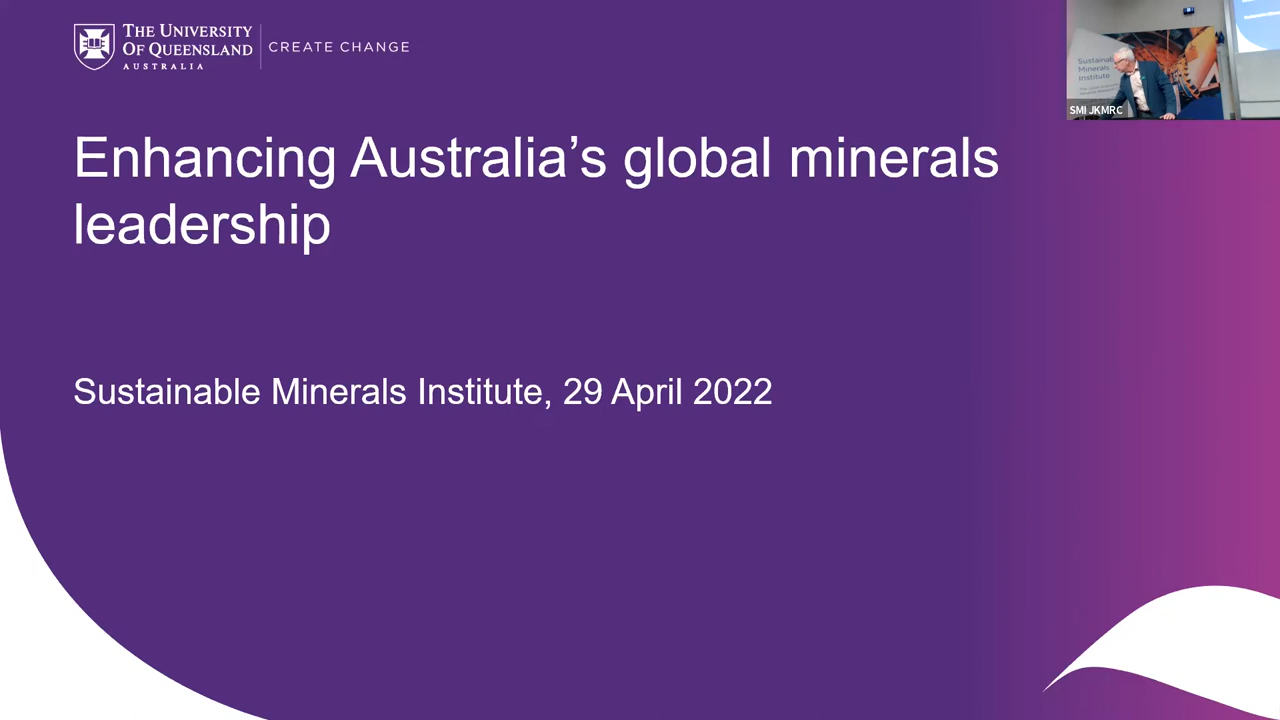 THE UNIVERSITY
OF QUEENSLAND
AUSTRALIA
CREATE CHANGE
Enhancing Australia’s global minerals
leadership
Sustainable Minerals Institute, 29 April 2022
Minerals
Institute
SMI JKMRC